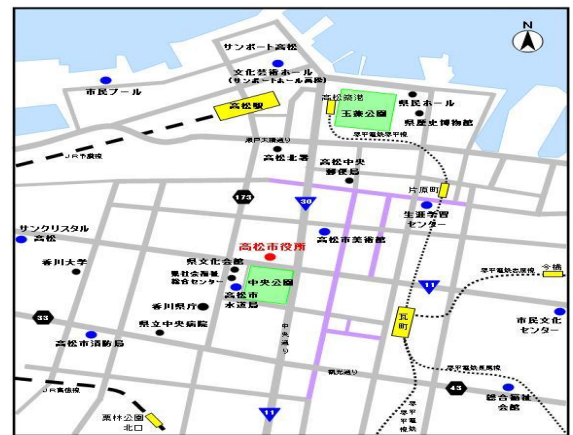 N
サンポート高松
文化芸術ホール
(サンポートホール高松)
市民プール
高松駅
高松築港
玉藻公園
県民ホール
県歴史博物館
琴平電鉄琴平線
JR予讃線
瀬戸大橋通り
高松北署
高松中央
郵便局
片原町
173
30
生涯学習
センター
サンクリスタル
高松
高松市美術館
高松市役所
香川大学
県文化会館
県社会福祉
総合センター
中央公園
高松市
水道局
11
琴平電鉄志度線
今橋
33
香川県庁
瓦町
市民文化
センター
県立中央病院
高松市消防局
中央通り
観光通り
琴平電鉄長尾線
43
総合福祉
会館
JR高徳線
栗林公園
北口
11
琴平電鉄